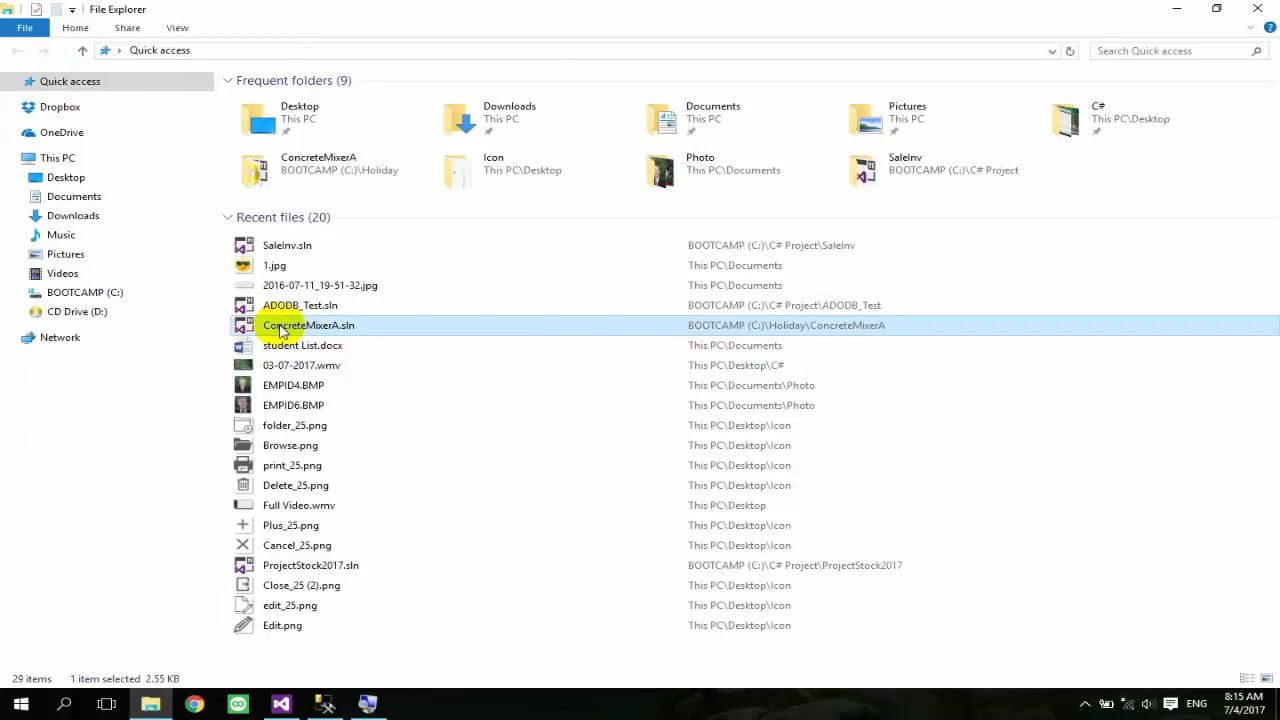 File Explorer
File Home Share View
Quick access Search Quick access
Quick access
Dropbox
OneDrive
This PC
Desktop
Documents
Downloads
Music
Pictures
Videos
BOOTCAMP (C:)
CD Drive (D:)
Network
Frequent folders (9)
Desktop
This PC
Downloads
This PC
Documents
This PC
Pictures
This PC
C#
This PC\Desktop
ConcreteMixerA
BOOTCAMP (C:)\Holiday
Icon
This PC\Desktop
Photo
This PC\Documents
SaleInv
BOOTCAMP (C:)\C# Project
Recent files (20)
SaleInv.sln BOOTCAMP (C:)\C# Project\SaleInv
1.jpg This PC\Documents
2016-07-11_19-51-32.jpg This PC\Documents
ADODB_Test.sln BOOTCAMP (C:)\C# Project\ADODB_Test
ConcreteMixerA.sln BOOTCAMP (C:)\Holiday\ConcreteMixerA
student List.docx This PC\Documents
03-07-2017.wmv This PC\Desktop\C#
EMPID4.BMP This PC\Documents\Photo
EMPID6.BMP This PC\Documents\Photo
folder_25.png This PC\Desktop\Icon
Browse.png This PC\Desktop\Icon
print_25.png This PC\Desktop\Icon
Delete_25.png This PC\Desktop\Icon
Full Video.wmv This PC\Desktop
Plus_25.png This PC\Desktop\Icon
Cancel_25.png This PC\Desktop\Icon
ProjectStock2017.sln BOOTCAMP (C:)\C# Project\ProjectStock2017
Close_25 (2).png This PC\Desktop\Icon
edit_25.png This PC\Desktop\Icon
Edit.png This PC\Desktop\Icon
29 items 1 item selected 2.55 KB
ENG
8:15 AM
7/4/2017